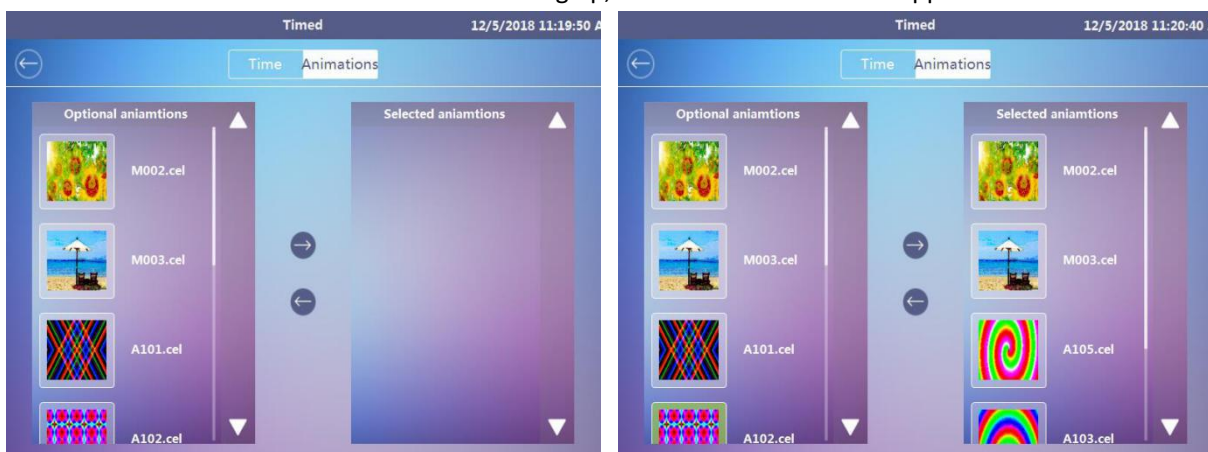 Timed 12/5/2018 11:19:50 A
Time Animations
Optional aniamtions
M002.cel
M003.cel
A101.cel
A102.cel
Selected aniamtions
Timed 12/5/2018 11:20:40
Time Animations
Optional aniamtions
M002.cel
M003.cel
A101.cel
A102.cel
Selected aniamtions
M002.cel
M003.cel
A105.cel
A103.cel